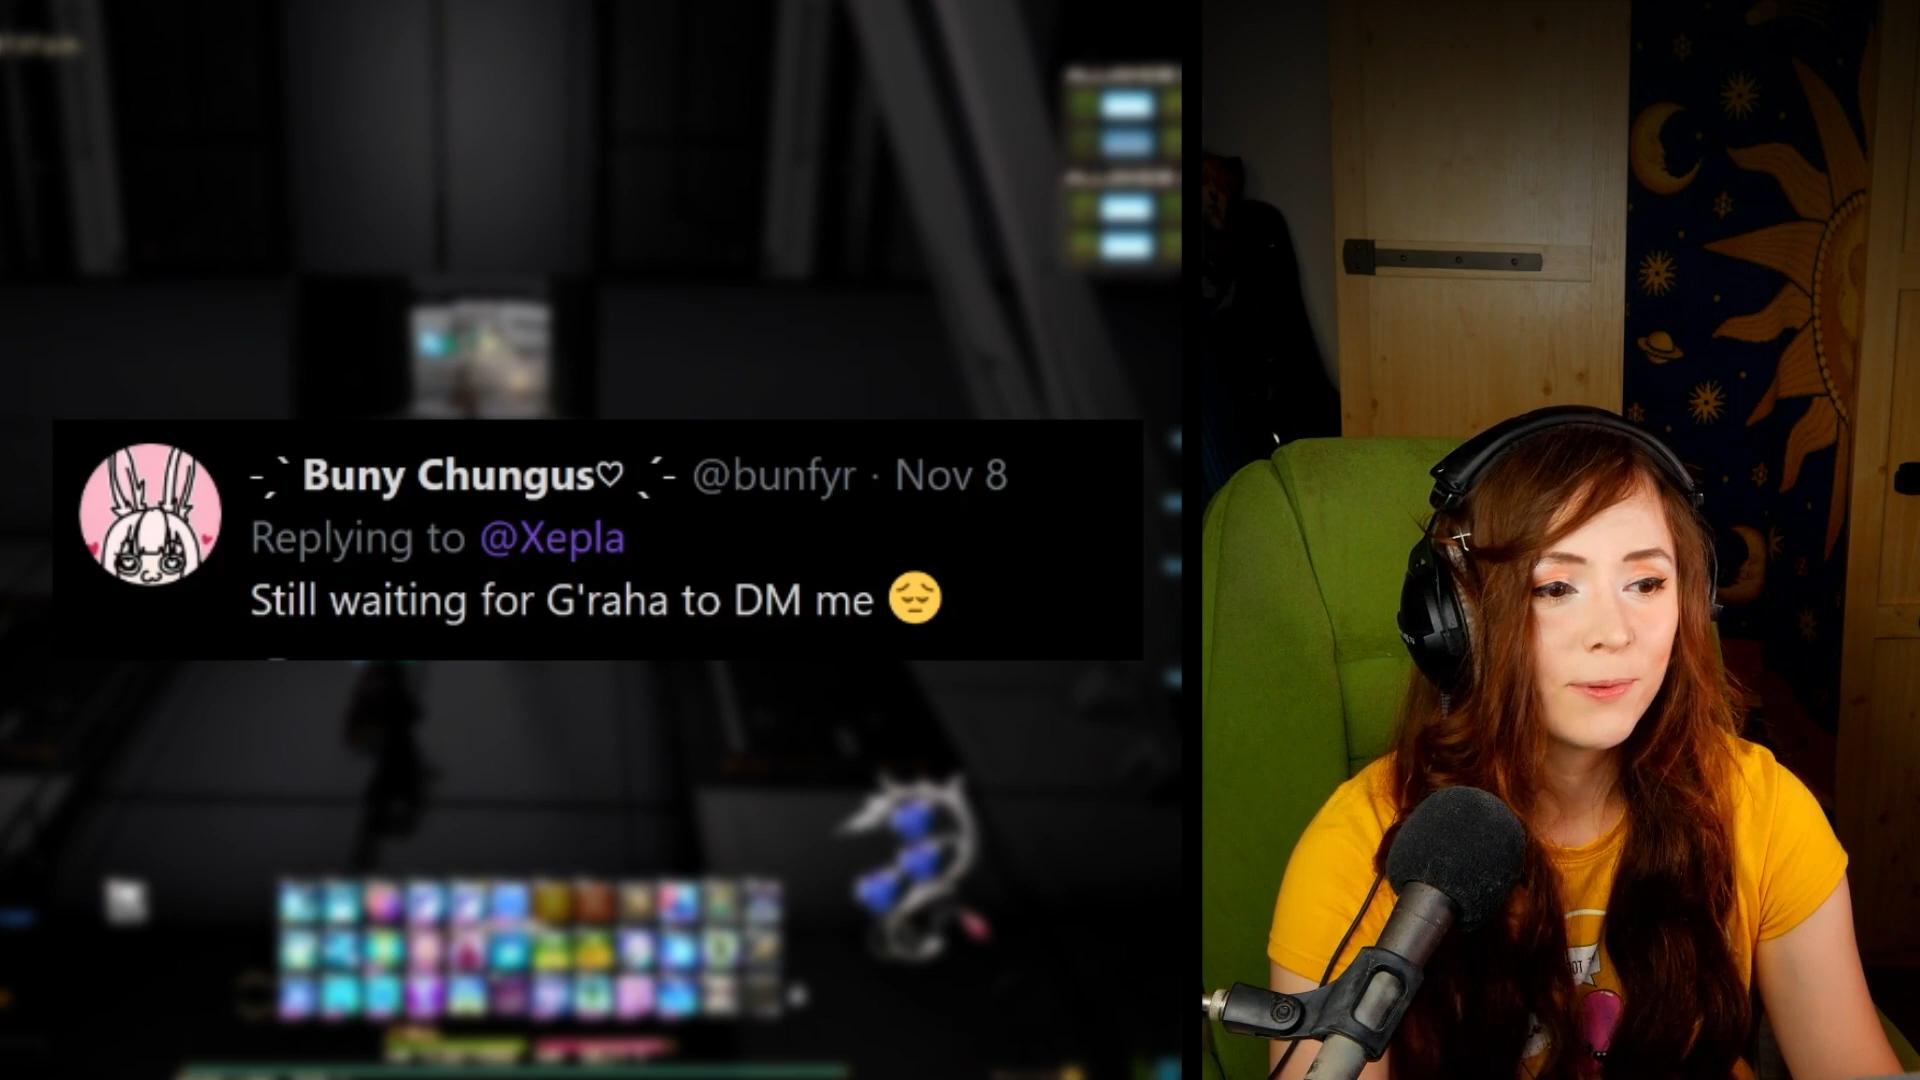 -ˏˋ Buny Chungus♡ ˎˊ- @bunfyr · Nov 8
Replying to @Xepla
Still waiting for G'raha to DM me 😔